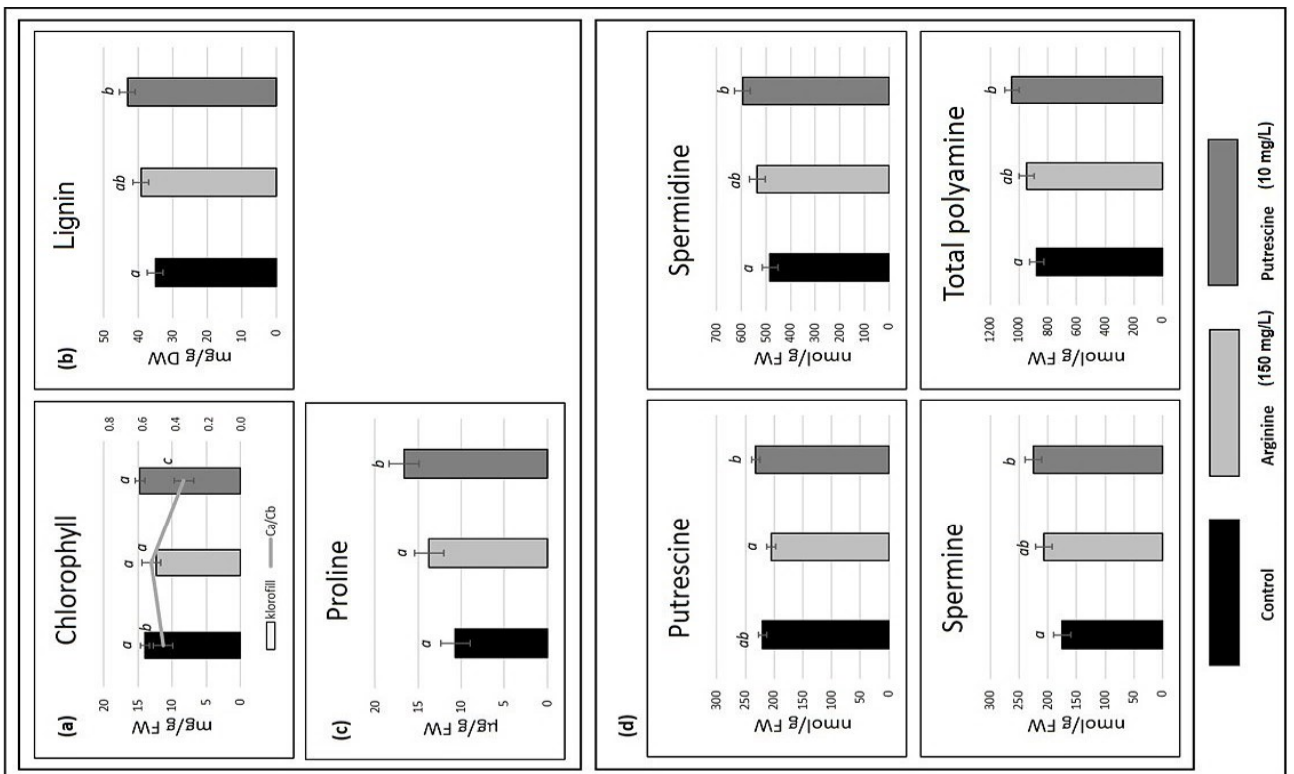 (a)
Chlorophyll
mg/g FW
20
15
10
5
0
0.8
0.6
0.4
0.2
0.0
a
b
a
a
a
c
klorofill
Ca/Cb
(b)
Lignin
mg/g DW
50
40
30
20
10
0
a
ab
b
(c)
Proline
µg/g FW
20
15
10
5
0
a
a
b
(d)
Putrescine
nmol/g FW
300
250
200
150
100
50
0
ab
a
b
Spermidine
nmol/g FW
700
600
500
400
300
200
100
0
a
ab
b
Spermine
nmol/g FW
300
250
200
150
100
50
0
a
ab
b
Total polyamine
nmol/g FW
1200
1000
800
600
400
200
0
a
ab
b
Control
Arginine (150 mg/L)
Putrescine (10 mg/L)